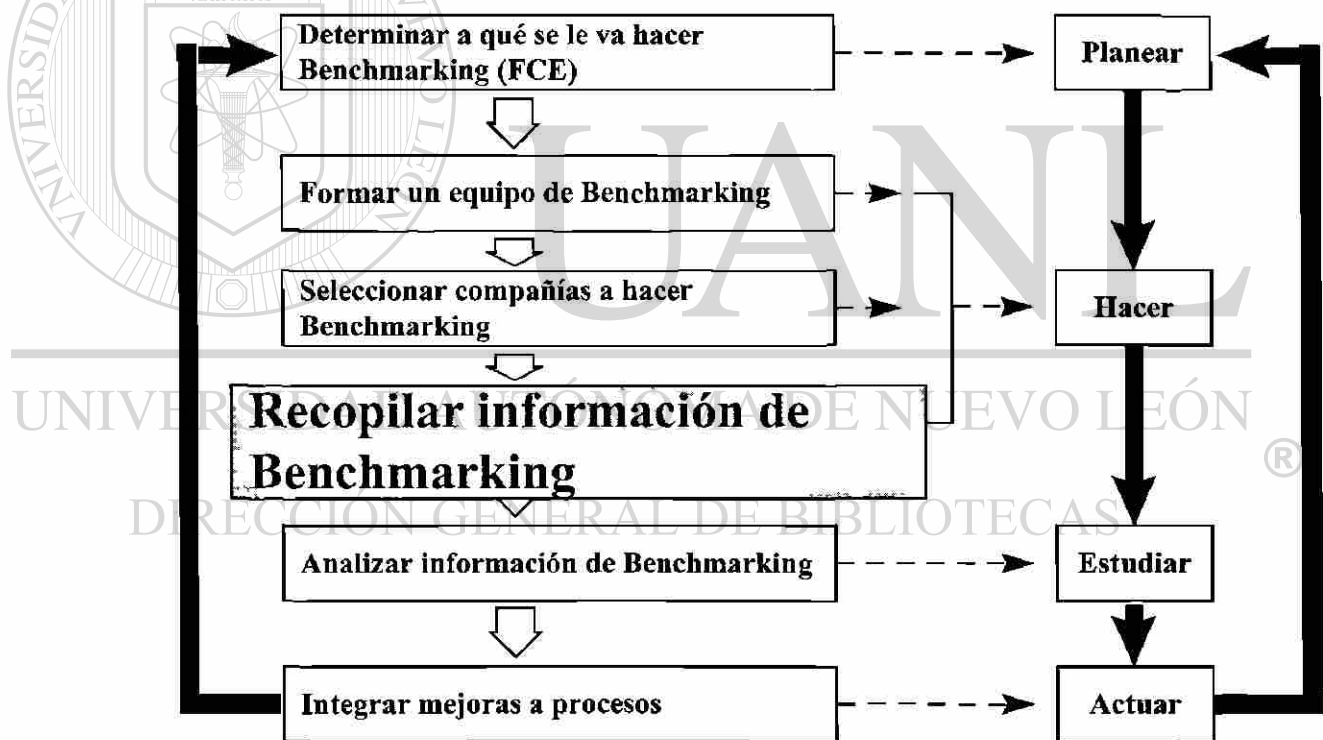 Determinar a qué se le va hacer
Benchmarking (FCE)
Planear
Formar un equipo de Benchmarking
Seleccionar compañías a hacer
Benchmarking
Hacer
UANL
Recopilar información de
Benchmarking
UNIVERSIDAD AUTÓNOMA DE NUEVO LEÓN
®
DIRECCIÓN GENERAL DE BIBLIOTECAS
Analizar información de Benchmarking
Estudiar
Integrar mejoras a procesos
Actuar